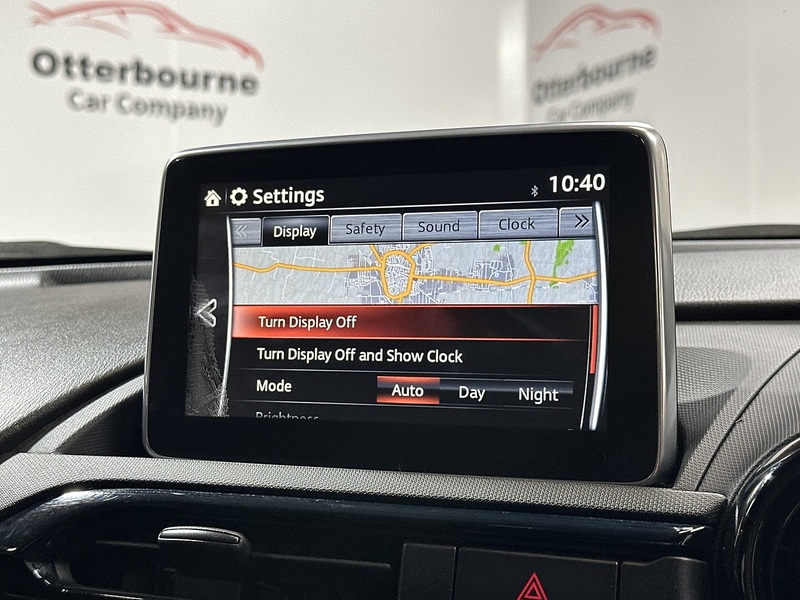 Otterbourne
Car Company
Otterbourne
Car Company
Settings
10:40
Display
Safety
Sound
Clock
Turn Display Off
Turn Display Off and Show Clock
Mode
Auto
Day
Night
Brightness